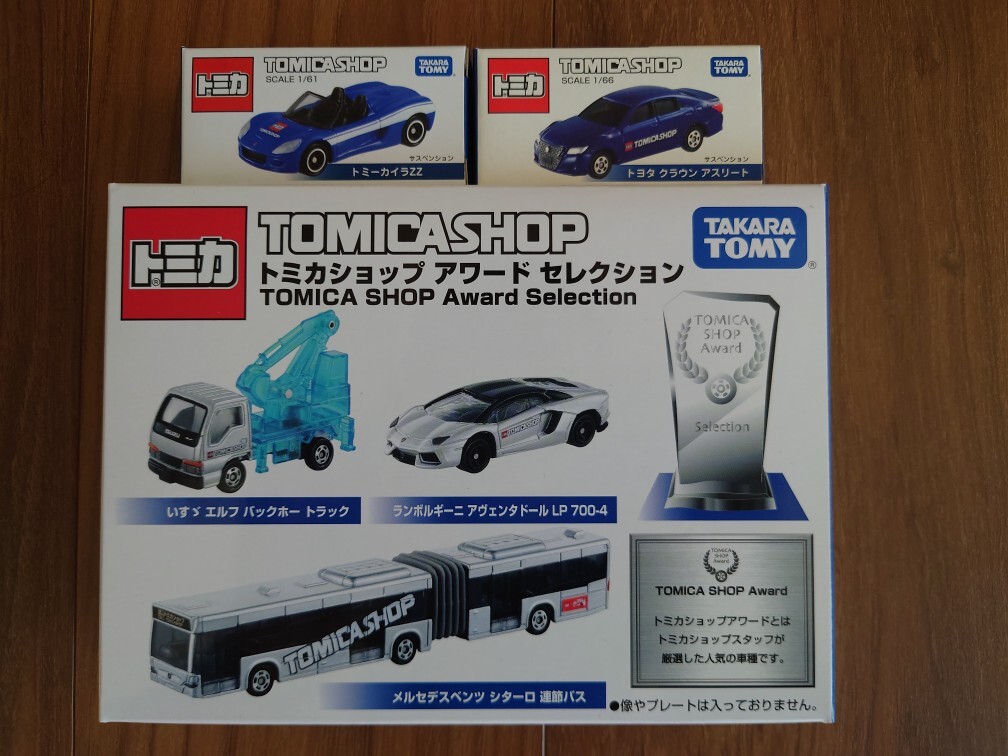 トミカ
TOMICASHOP
SCALE 1/61
TAKARA
TOMY
サスペンション
トミーカイラZZ
トミカ
TOMICASHOP
SCALE 1/66
TAKARA
TOMY
TOMICASHOP
サスペンション
トヨタ クラウン アスリート
トミカ®
TOMICASHOP
TAKARA
TOMY®
トミカショップ アワード セレクション
TOMICA SHOP Award Selection
TOMICA
SHOP
Award
Selection
ISUZU
TOMICASHOP
いすゞ エルフ バックホー トラック
ランボルギーニ アヴェンタドール LP 700-4
TOMICASHOP
メルセデスベンツ シターロ 連節バス
TOMICA
SHOP
Award
TOMICA SHOP Award
トミカショップアワードとは
トミカショップスタッフが
厳選した人気の車種です。
●像やプレートは入っておりません。